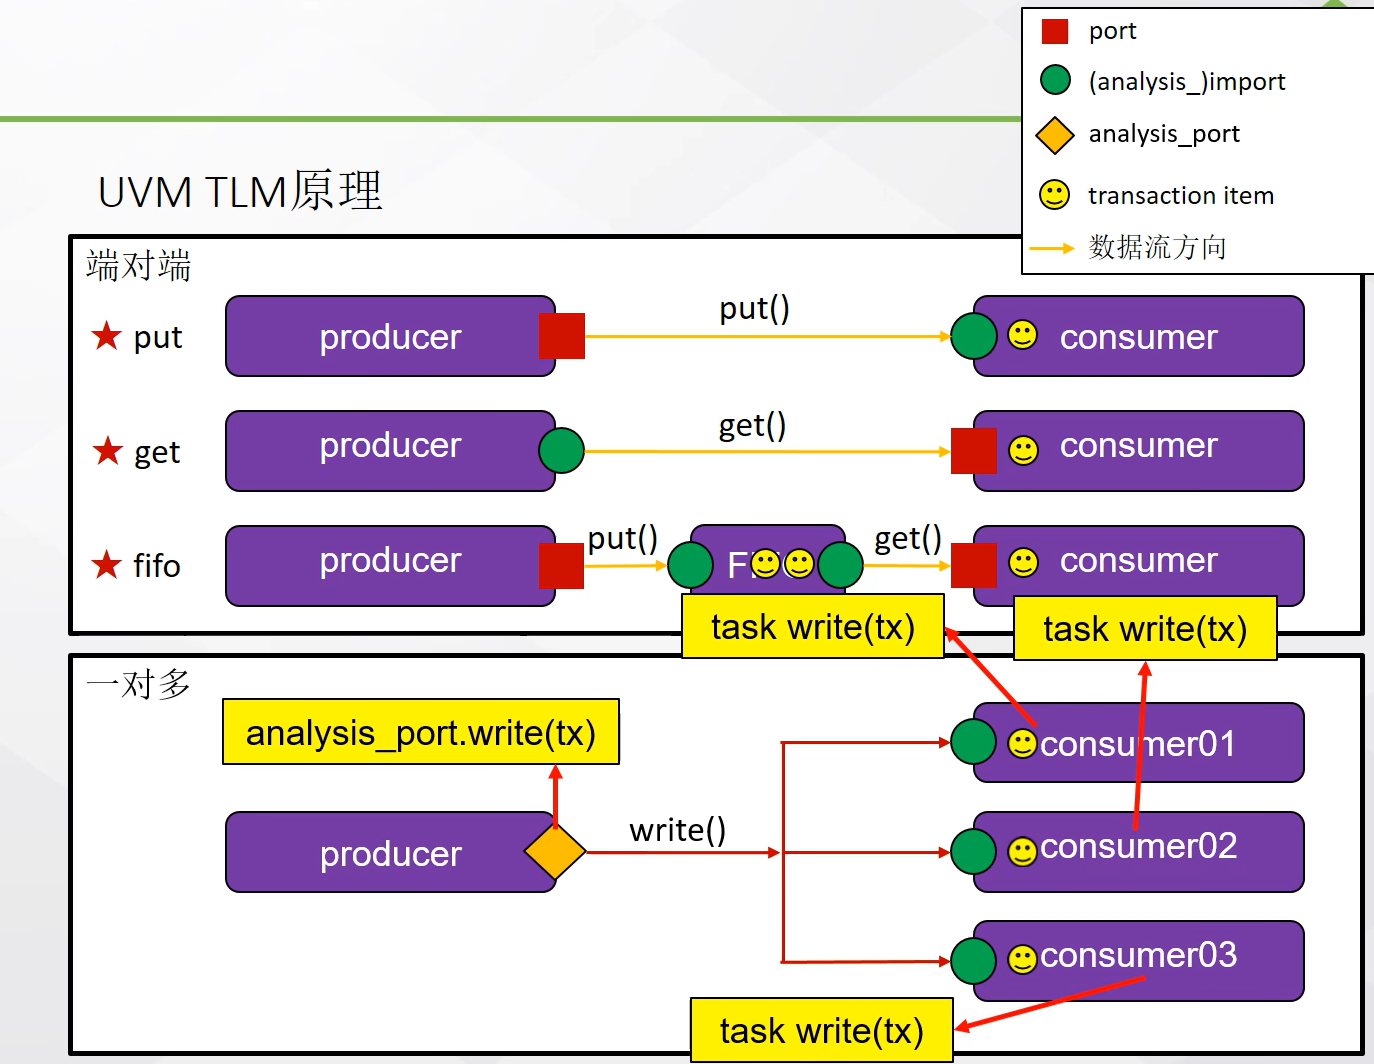 port
(analysis_)import
analysis_port
transaction item
数据流方向
UVM TLM原理
端对端
put
producer
put()
consumer
get
producer
get()
consumer
fifo
producer
put()
get()
consumer
task write(tx)
task write(tx)
一对多
analysis_port.write(tx)
consumer01
producer
write()
consumer02
consumer03
task write(tx)